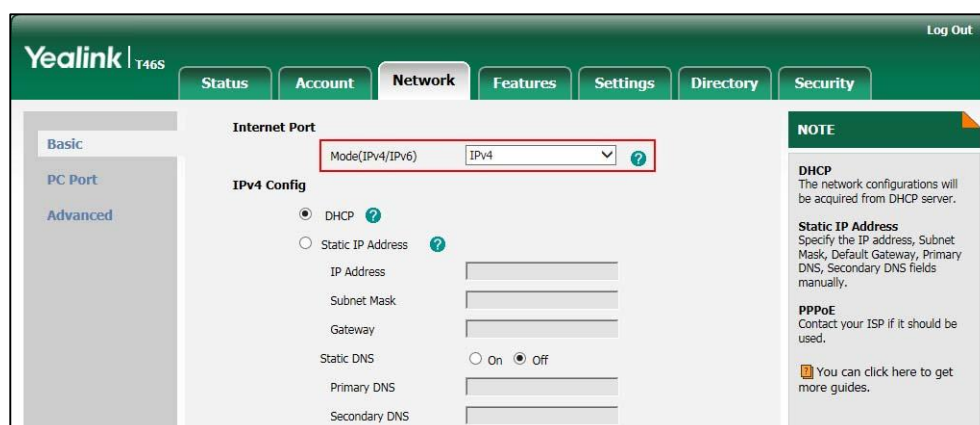 Log Out
Yealink | T46S
Status Account Network Features Settings Directory Security
Basic
PC Port
Advanced
Internet Port
Mode(IPv4/IPv6) IPv4 ?
IPv4 Config
DHCP ?
Static IP Address ?
IP Address
Subnet Mask
Gateway
Static DNS On Off
Primary DNS
Secondary DNS
NOTE
DHCP
The network configurations will
be acquired from DHCP server.
Static IP Address
Specify the IP address, Subnet
Mask, Default Gateway, Primary
DNS, Secondary DNS fields
manually.
PPPoE
Contact your ISP if it should be
used.
? You can click here to get
more guides.